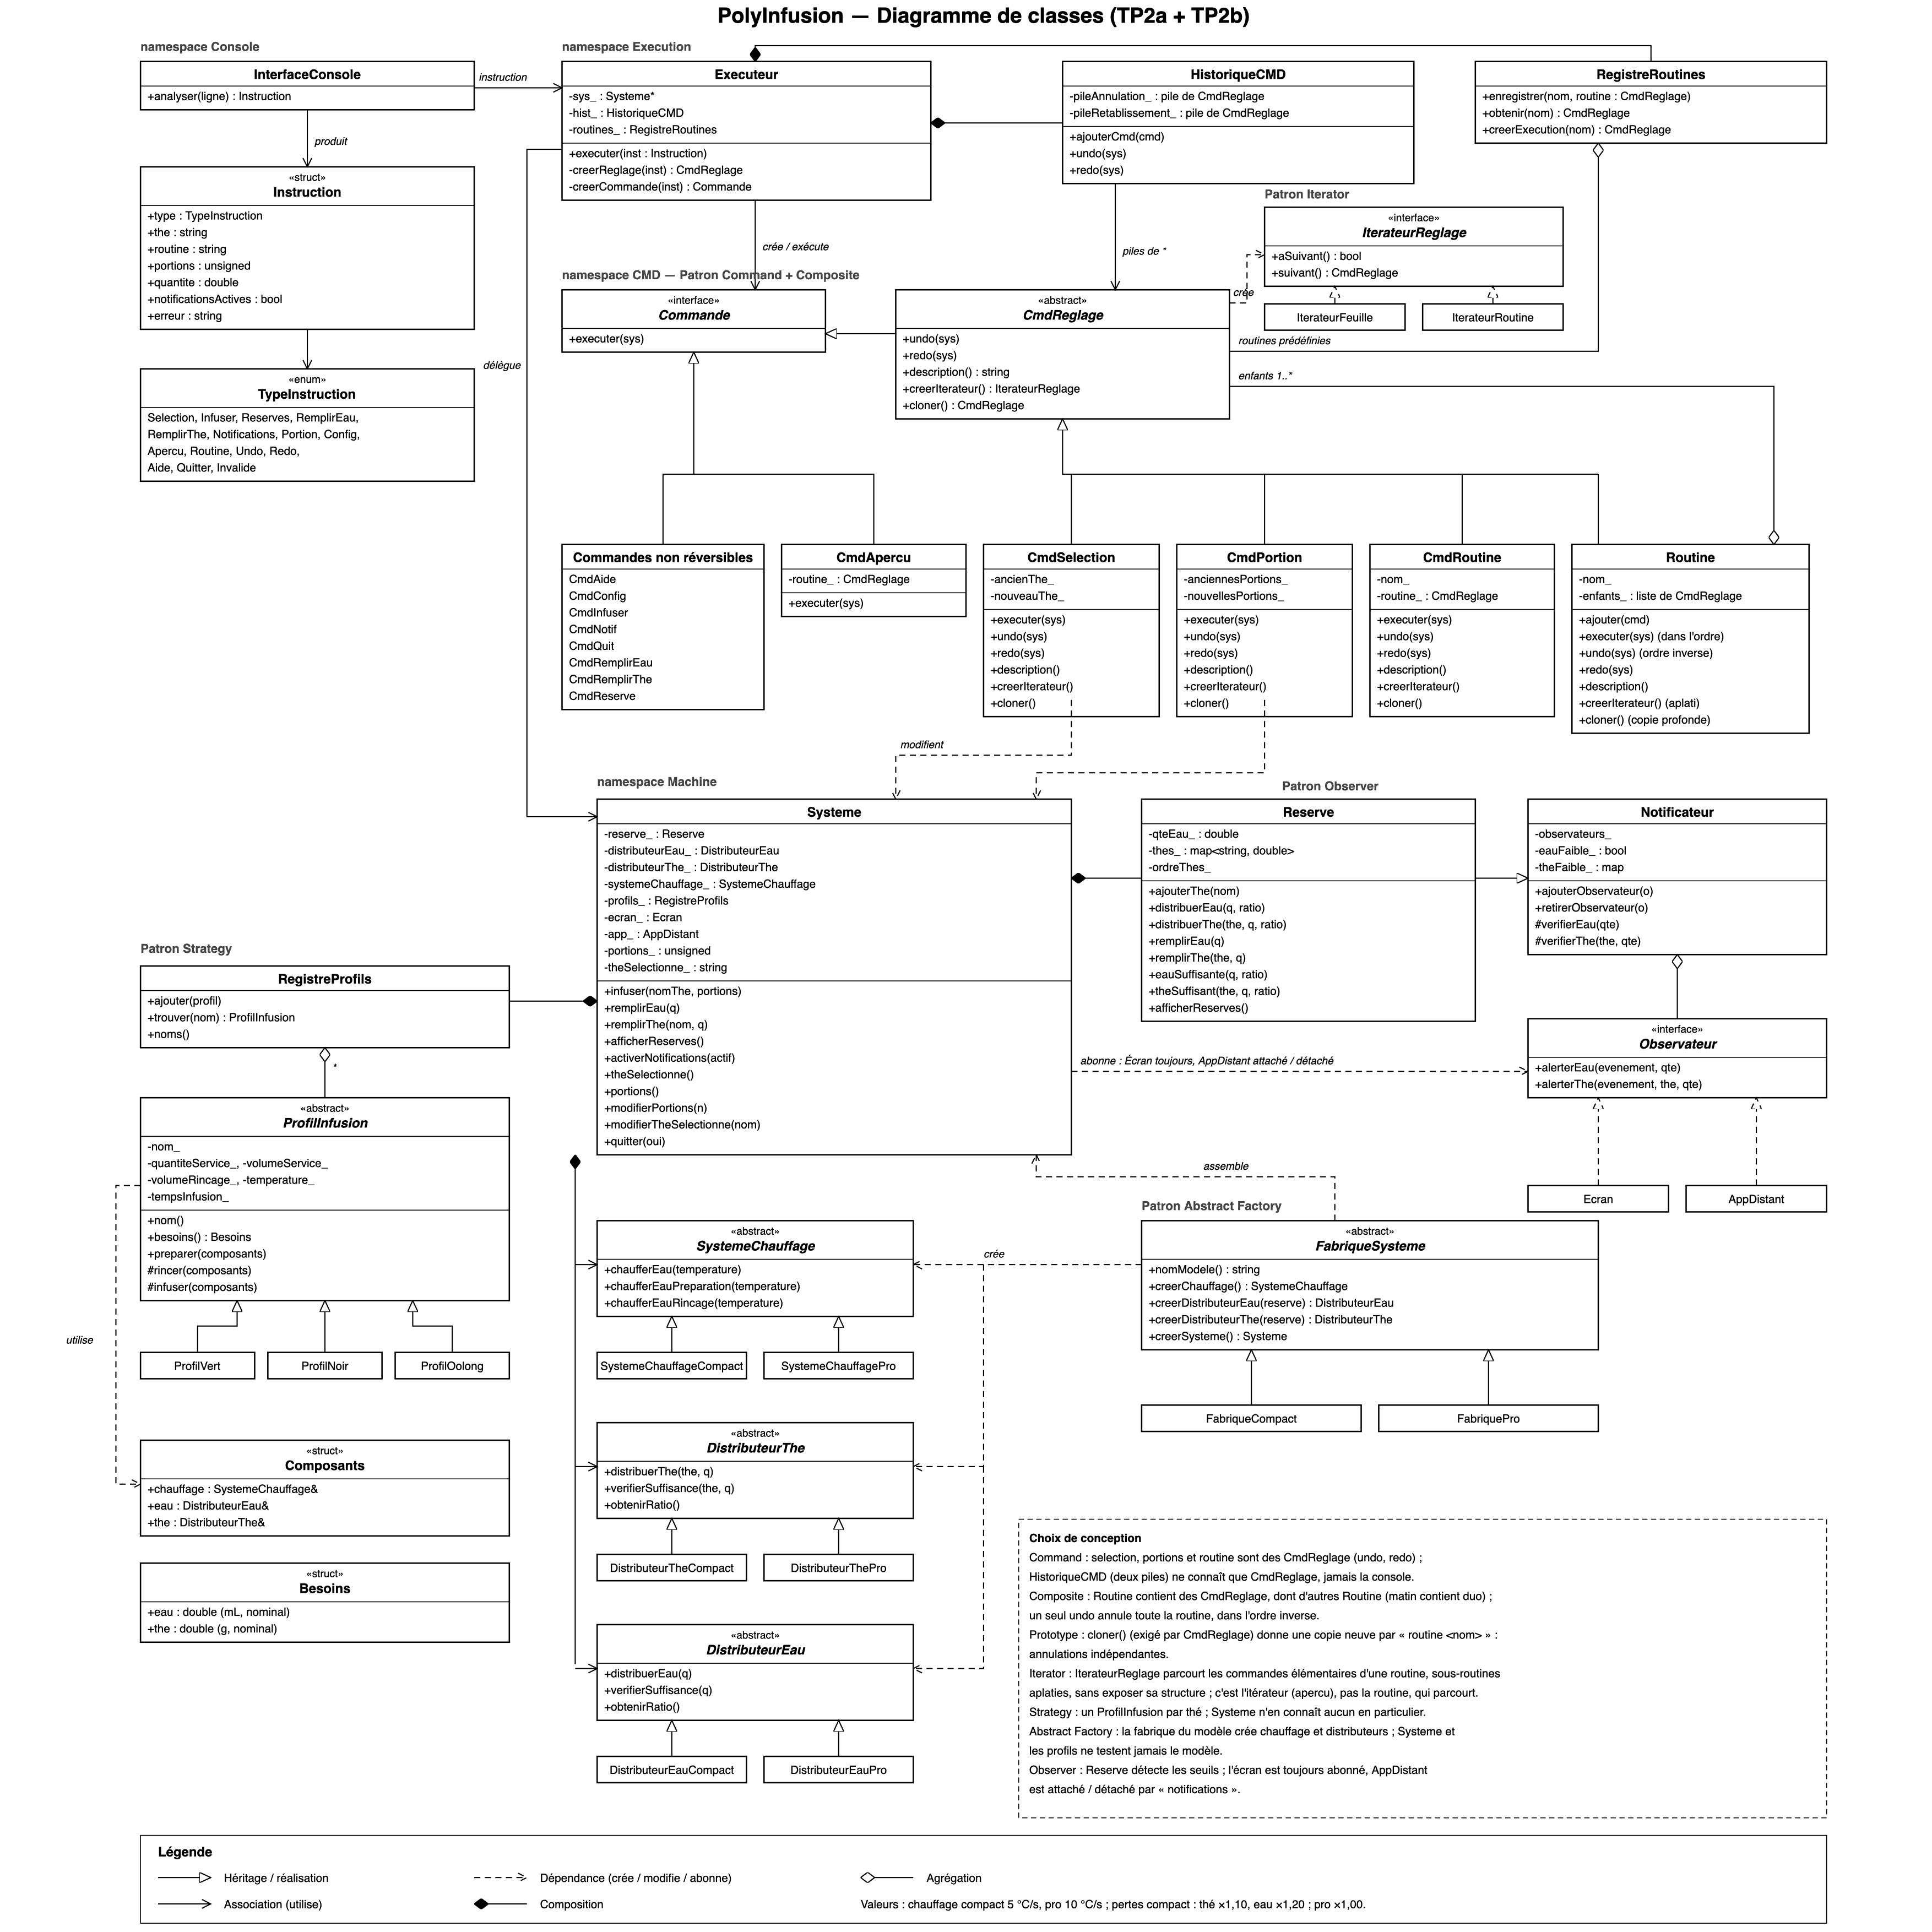 PolyInfusion — Diagramme de classes (TP2a + TP2b)
namespace Console
InterfaceConsole
+analyser(ligne) : Instruction
instruction
produit
«struct»
Instruction
+type : TypeInstruction
+the : string
+routine : string
+portions : unsigned
+quantite : double
+notificationsActives : bool
+erreur : string
«enum»
TypeInstruction
Selection, Infuser, Reserves, RemplirEau,
RemplirThe, Notifications, Portion, Config,
Apercu, Routine, Undo, Redo,
Aide, Quitter, Invalide
namespace Execution
Executeur
-sys_ : Systeme*
-hist_ : HistoriqueCMD
-routines_ : RegistreRoutines
+executer(inst : Instruction)
-creerReglage(inst) : CmdReglage
-creerCommande(inst) : Commande
HistoriqueCMD
-pileAnnulation_ : pile de CmdReglage
-pileRetablissement_ : pile de CmdReglage
+ajouterCmd(cmd)
+undo(sys)
+redo(sys)
RegistreRoutines
+enregistrer(nom, routine : CmdReglage)
+obtenir(nom) : CmdReglage
+creerExecution(nom) : CmdReglage
Patron Iterator
«interface»
IterateurReglage
+aSuivant() : bool
+suivant() : CmdReglage
IterateurFeuille
IterateurRoutine
crée / exécute
piles de *
crée
routines prédéfinies
enfants 1..*
délègue
namespace CMD — Patron Command + Composite
«interface»
Commande
+executer(sys)
«abstract»
CmdReglage
+undo(sys)
+redo(sys)
+description() : string
+creerIterateur() : IterateurReglage
+cloner() : CmdReglage
Commandes non réversibles
CmdAide
CmdConfig
CmdInfuser
CmdNotif
CmdQuit
CmdRemplirEau
CmdRemplirThe
CmdReserve
CmdApercu
-routine_ : CmdReglage
+executer(sys)
CmdSelection
-ancienThe_
-nouveauThe_
+executer(sys)
+undo(sys)
+redo(sys)
+description()
+creerIterateur()
+cloner()
CmdPortion
-anciennesPortions_
-nouvellesPortions_
+executer(sys)
+undo(sys)
+redo(sys)
+description()
+creerIterateur()
+cloner()
CmdRoutine
-nom_
-routine_ : CmdReglage
+executer(sys)
+undo(sys)
+redo(sys)
+description()
+creerIterateur()
+cloner()
Routine
-nom_
-enfants_ : liste de CmdReglage
+ajouter(cmd)
+executer(sys) (dans l'ordre)
+undo(sys) (ordre inverse)
+redo(sys)
+description()
+creerIterateur() (aplati)
+cloner() (copie profonde)
modifient
namespace Machine
Systeme
-reserve_ : Reserve
-distributeurEau_ : DistributeurEau
-distributeurThe_ : DistributeurThe
-systemeChauffage_ : SystemeChauffage
-profils_ : RegistreProfils
-ecran_ : Ecran
-app_ : AppDistant
-portions_ : unsigned
-theSelectionne_ : string
+infuser(nomThe, portions)
+remplirEau(q)
+remplirThe(nom, q)
+afficherReserves()
+activerNotifications(actif)
+theSelectionne()
+portions()
+modifierPortions(n)
+modifierTheSelectionne(nom)
+quitter(oui)
Patron Observer
Reserve
-qteEau_ : double
-thes_ : map<string, double>
-ordreThes_
+ajouterThe(nom)
+distribuerEau(q, ratio)
+distribuerThe(the, q, ratio)
+remplirEau(q)
+remplirThe(the, q)
+eauSuffisante(q, ratio)
+theSuffisant(the, q, ratio)
+afficherReserves()
Notificateur
-observateurs_
-eauFaible_ : bool
-theFaible_ : map
+ajouterObservateur(o)
+retirerObservateur(o)
#verifierEau(qte)
#verifierThe(the, qte)
abonne : Écran toujours, AppDistant attaché / détaché
«interface»
Observateur
+alerterEau(evenement, qte)
+alerterThe(evenement, the, qte)
Ecran
AppDistant
Patron Strategy
RegistreProfils
+ajouter(profil)
+trouver(nom) : ProfilInfusion
+noms()
*
«abstract»
ProfilInfusion
-nom_
-quantiteService_, -volumeService_
-volumeRincage_, -temperature_
-tempsInfusion_
+nom()
+besoins() : Besoins
+preparer(composants)
#rincer(composants)
#infuser(composants)
utilise
ProfilVert
ProfilNoir
ProfilOolong
«struct»
Composants
+chauffage : SystemeChauffage&
+eau : DistributeurEau&
+the : DistributeurThe&
«struct»
Besoins
+eau : double (mL, nominal)
+the : double (g, nominal)
assemble
Patron Abstract Factory
«abstract»
SystemeChauffage
+chaufferEau(temperature)
+chaufferEauPreparation(temperature)
+chaufferEauRincage(temperature)
SystemeChauffageCompact
SystemeChauffagePro
crée
«abstract»
FabriqueSysteme
+nomModele() : string
+creerChauffage() : SystemeChauffage
+creerDistributeurEau(reserve) : DistributeurEau
+creerDistributeurThe(reserve) : DistributeurThe
+creerSysteme() : Systeme
FabriqueCompact
FabriquePro
«abstract»
DistributeurThe
+distribuerThe(the, q)
+verifierSuffisance(the, q)
+obtenirRatio()
DistributeurTheCompact
DistributeurThePro
«abstract»
DistributeurEau
+distribuerEau(q)
+verifierSuffisance(q)
+obtenirRatio()
DistributeurEauCompact
DistributeurEauPro
Choix de conception
Command : selection, portions et routine sont des CmdReglage (undo, redo) ;
HistoriqueCMD (deux piles) ne connaît que CmdReglage, jamais la console.
Composite : Routine contient des CmdReglage, dont d'autres Routine (matin contient duo) ;
un seul undo annule toute la routine, dans l'ordre inverse.
Prototype : cloner() (exigé par CmdReglage) donne une copie neuve par « routine <nom> » :
annulations indépendantes.
Iterator : IterateurReglage parcourt les commandes élémentaires d'une routine, sous-routines
aplaties, sans exposer sa structure ; c'est l'itérateur (apercu), pas la routine, qui parcourt.
Strategy : un ProfilInfusion par thé ; Systeme n'en connaît aucun en particulier.
Abstract Factory : la fabrique du modèle crée chauffage et distributeurs ; Systeme et
les profils ne testent jamais le modèle.
Observer : Reserve détecte les seuils ; l'écran est toujours abonné, AppDistant
est attaché / détaché par « notifications ».
Légende
Héritage / réalisation
Dépendance (crée / modifie / abonne)
Agrégation
Association (utilise)
Composition
Valeurs : chauffage compact 5 °C/s, pro 10 °C/s ; pertes compact : thé ×1,10, eau ×1,20 ; pro ×1,00.